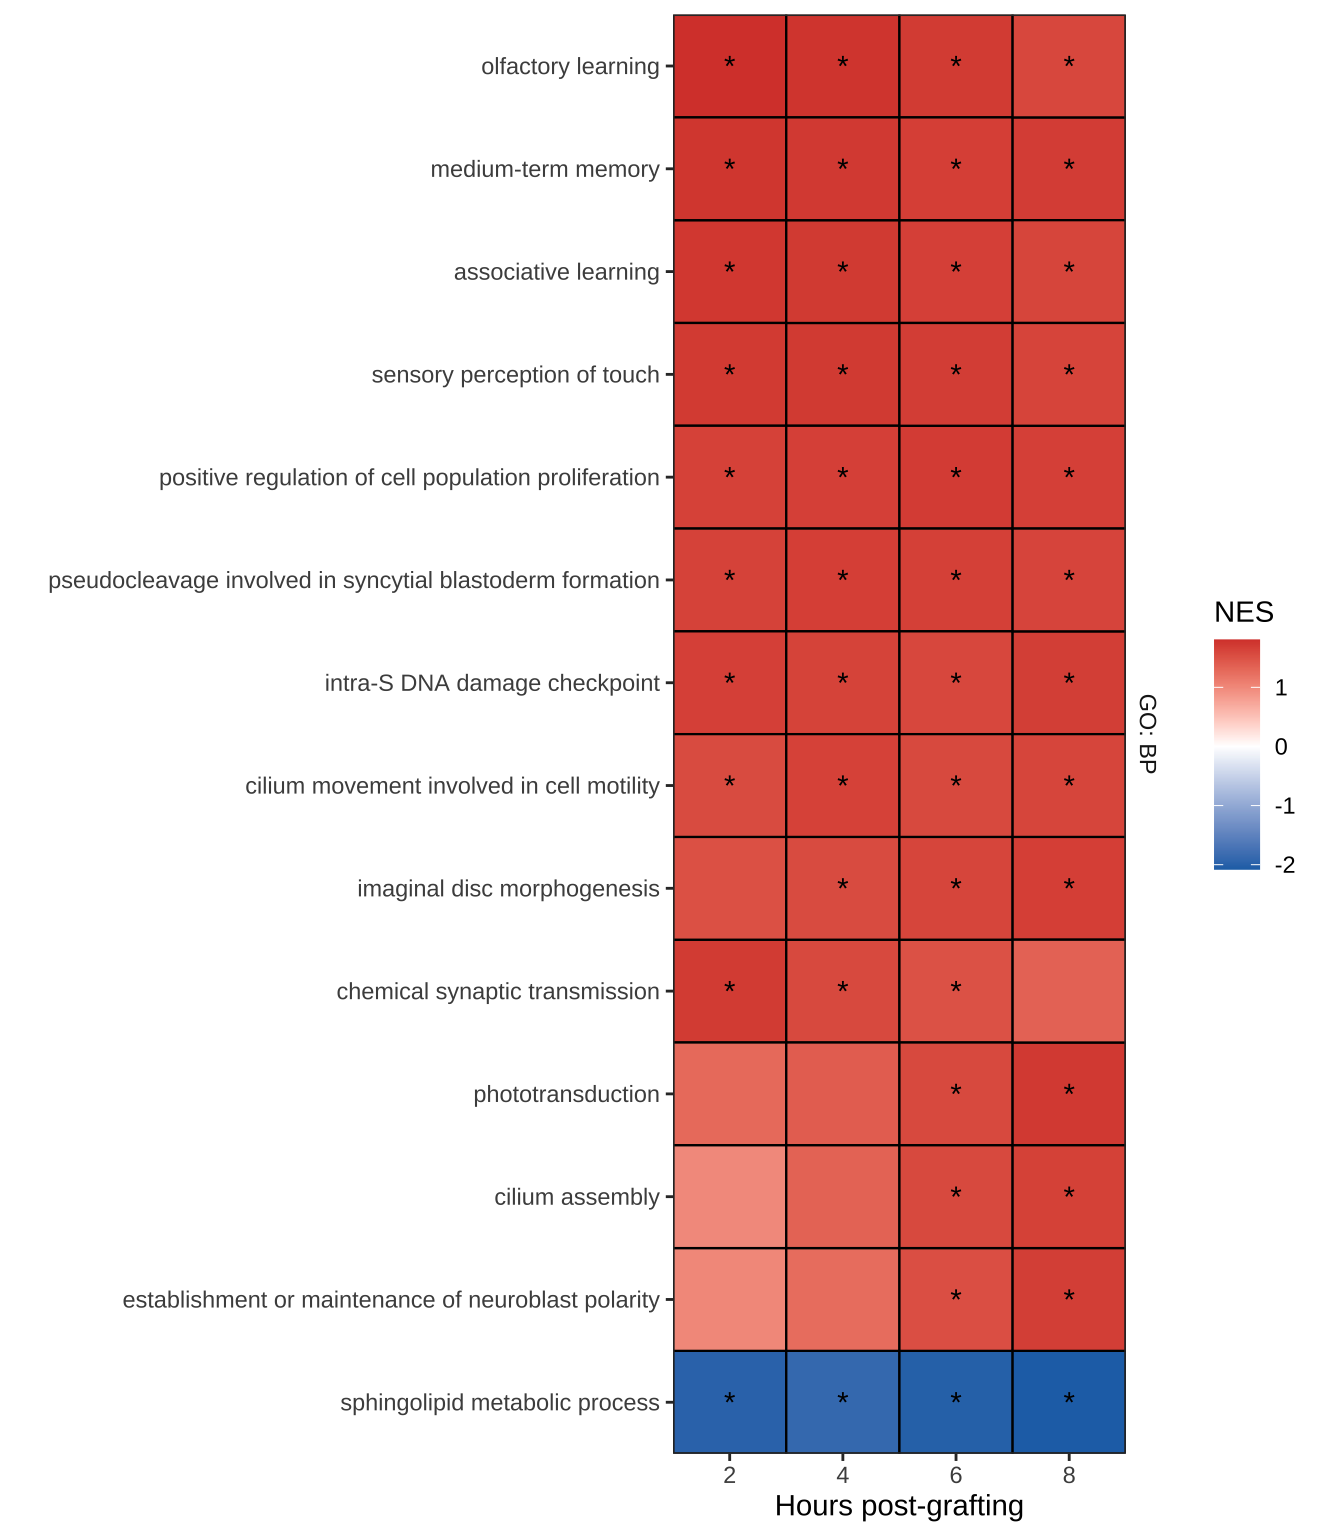 olfactory learning * * * *
medium-term memory * * * *
associative learning * * * *
sensory perception of touch * * * *
positive regulation of cell population proliferation * * * *
pseudocleavage involved in syncytial blastoderm formation * * * *
intra-S DNA damage checkpoint * * * *
cilium movement involved in cell motility * * * *
imaginal disc morphogenesis * * *
chemical synaptic transmission * * *
phototransduction * *
cilium assembly * *
establishment or maintenance of neuroblast polarity * *
sphingolipid metabolic process * * * *
2 4 6 8
Hours post-grafting
GO: BP
NES
1
0
-1
-2